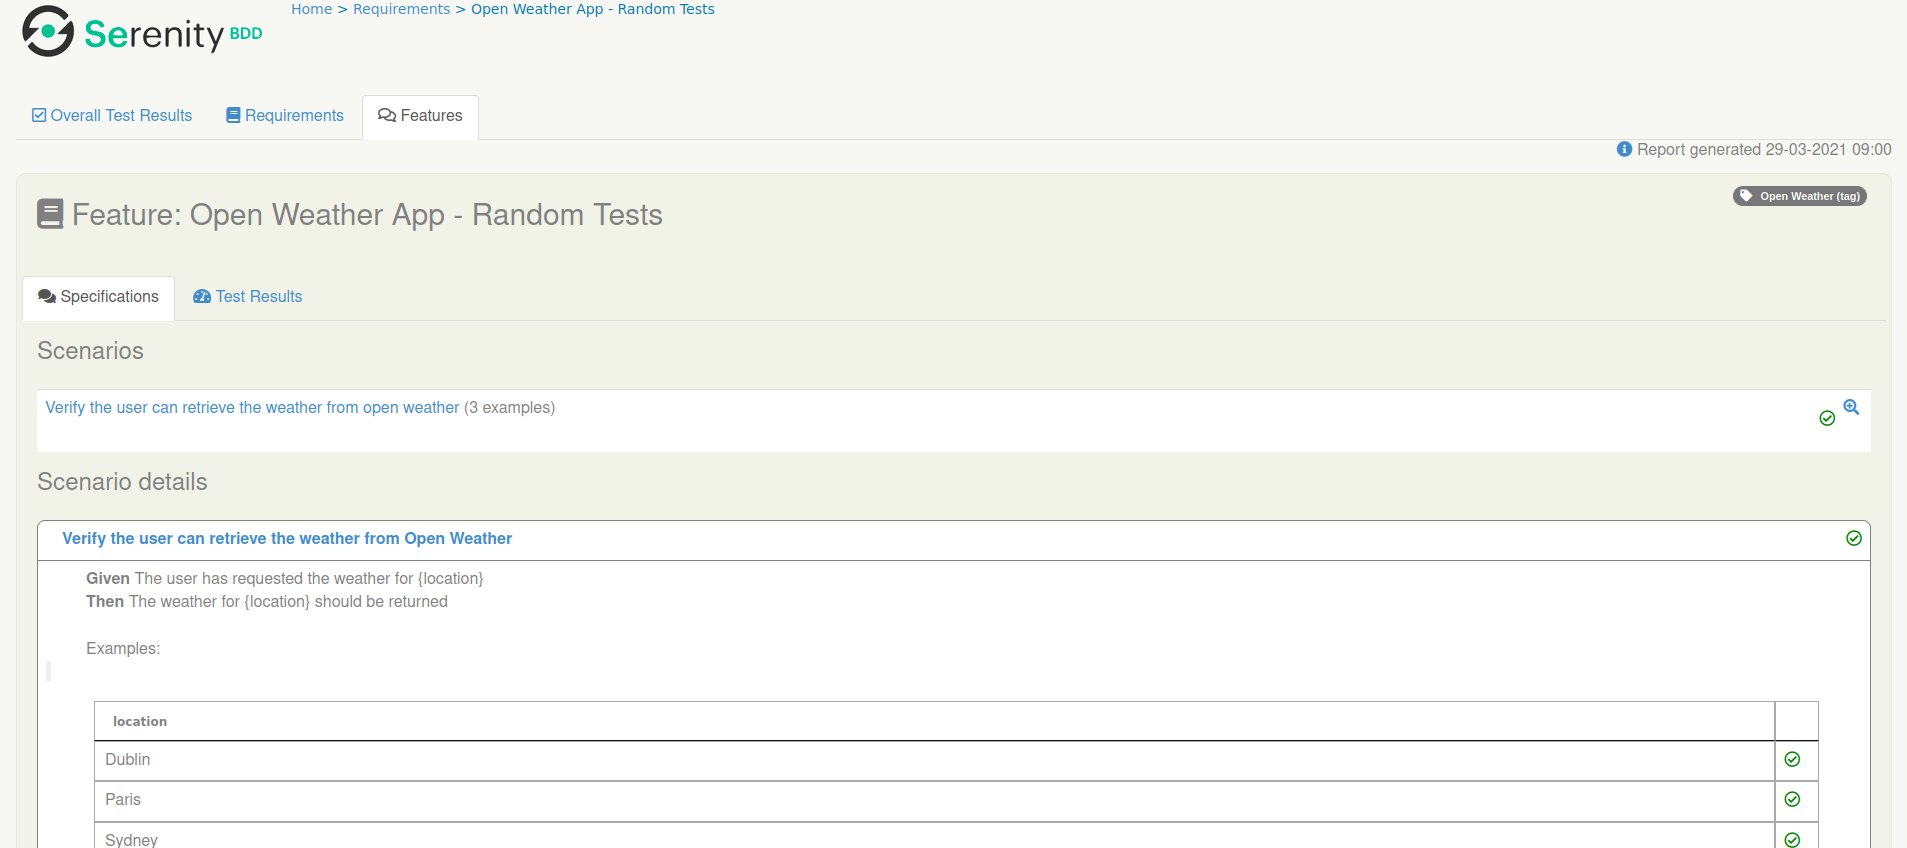 Home > Requirements > Open Weather App - Random Tests
Serenity BDD
Overall Test Results
Requirements
Features
Report generated 29-03-2021 09:00
Open Weather (tag)
Feature: Open Weather App - Random Tests
Specifications
Test Results
Scenarios
Verify the user can retrieve the weather from open weather (3 examples)
Scenario details
Verify the user can retrieve the weather from Open Weather
Given The user has requested the weather for {location}
Then The weather for {location} should be returned
Examples:
location
Dublin
Paris
Sydney